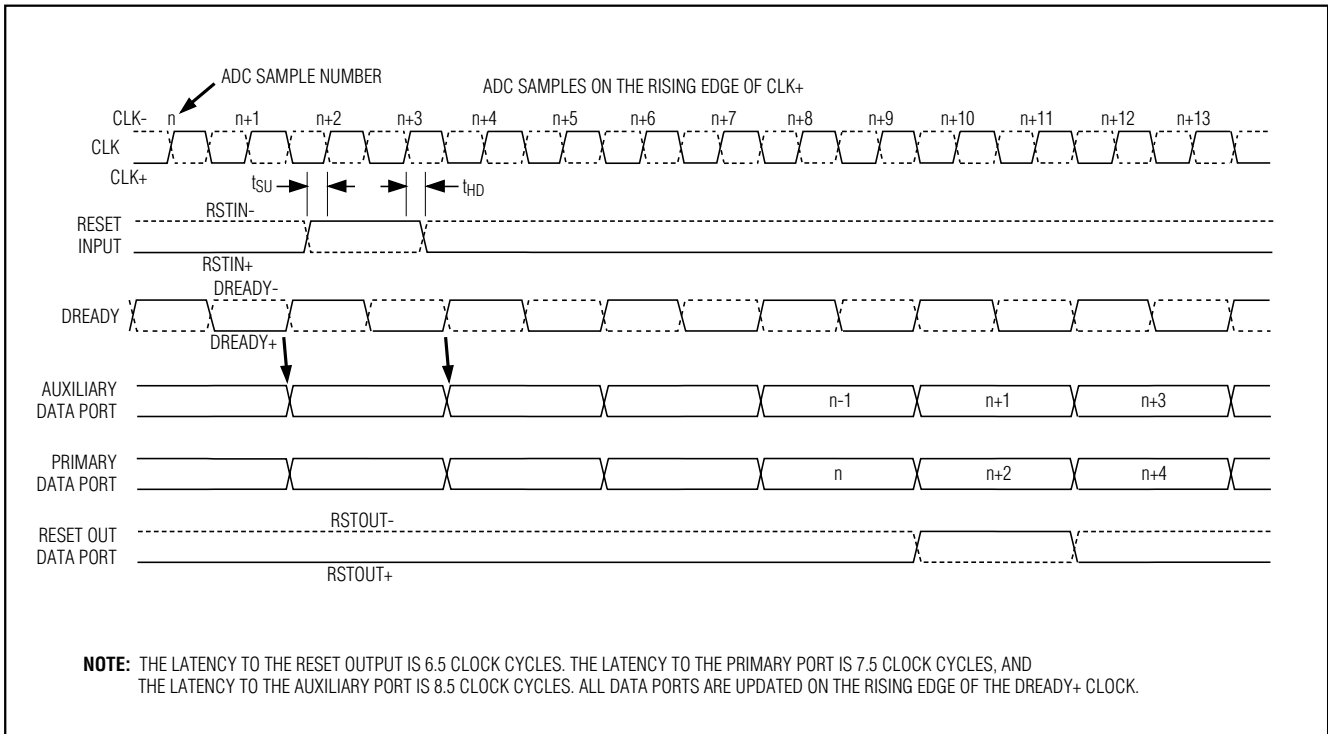 ADC SAMPLE NUMBER
ADC SAMPLES ON THE RISING EDGE OF CLK+
CLK- n n+1 n+2 n+3 n+4 n+5 n+6 n+7 n+8 n+9 n+10 n+11 n+12 n+13
CLK
CLK+
tSU tHD
RSTIN-
RESET
INPUT
RSTIN+
DREADY-
DREADY
DREADY+
AUXILIARY
DATA PORT
n-1 n+1 n+3
PRIMARY
DATA PORT
n n+2 n+4
RSTOUT-
RESET OUT
DATA PORT
RSTOUT+
NOTE: THE LATENCY TO THE RESET OUTPUT IS 6.5 CLOCK CYCLES. THE LATENCY TO THE PRIMARY PORT IS 7.5 CLOCK CYCLES, AND
THE LATENCY TO THE AUXILIARY PORT IS 8.5 CLOCK CYCLES. ALL DATA PORTS ARE UPDATED ON THE RISING EDGE OF THE DREADY+ CLOCK.